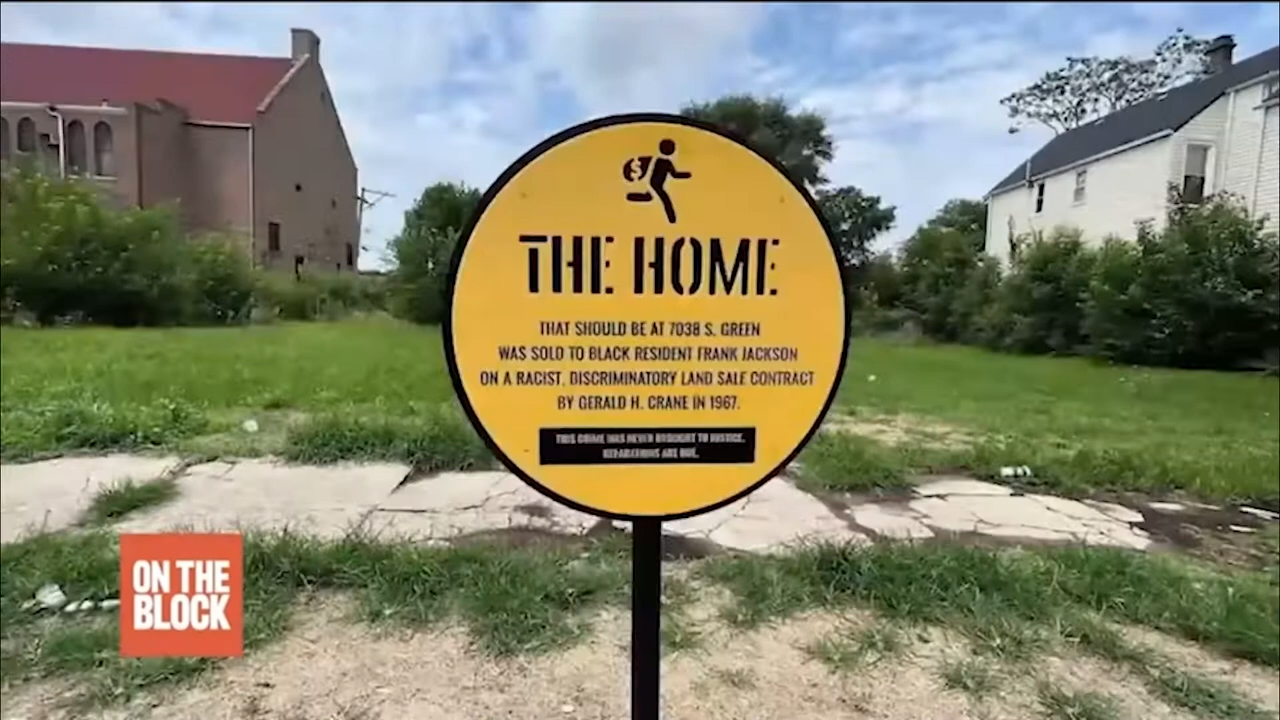 $
THE HOME
THAT SHOULD BE AT 7038 S. GREEN
WAS SOLD TO BLACK RESIDENT FRANK JACKSON
ON A RACIST, DISCRIMINATORY LAND SALE CONTRACT
BY GERALD H. CRANE IN 1967.
THIS CRIME WAS NEVER BROUGHT TO JUSTICE.
REPARATIONS ARE DUE.
ON THE
BLOCK